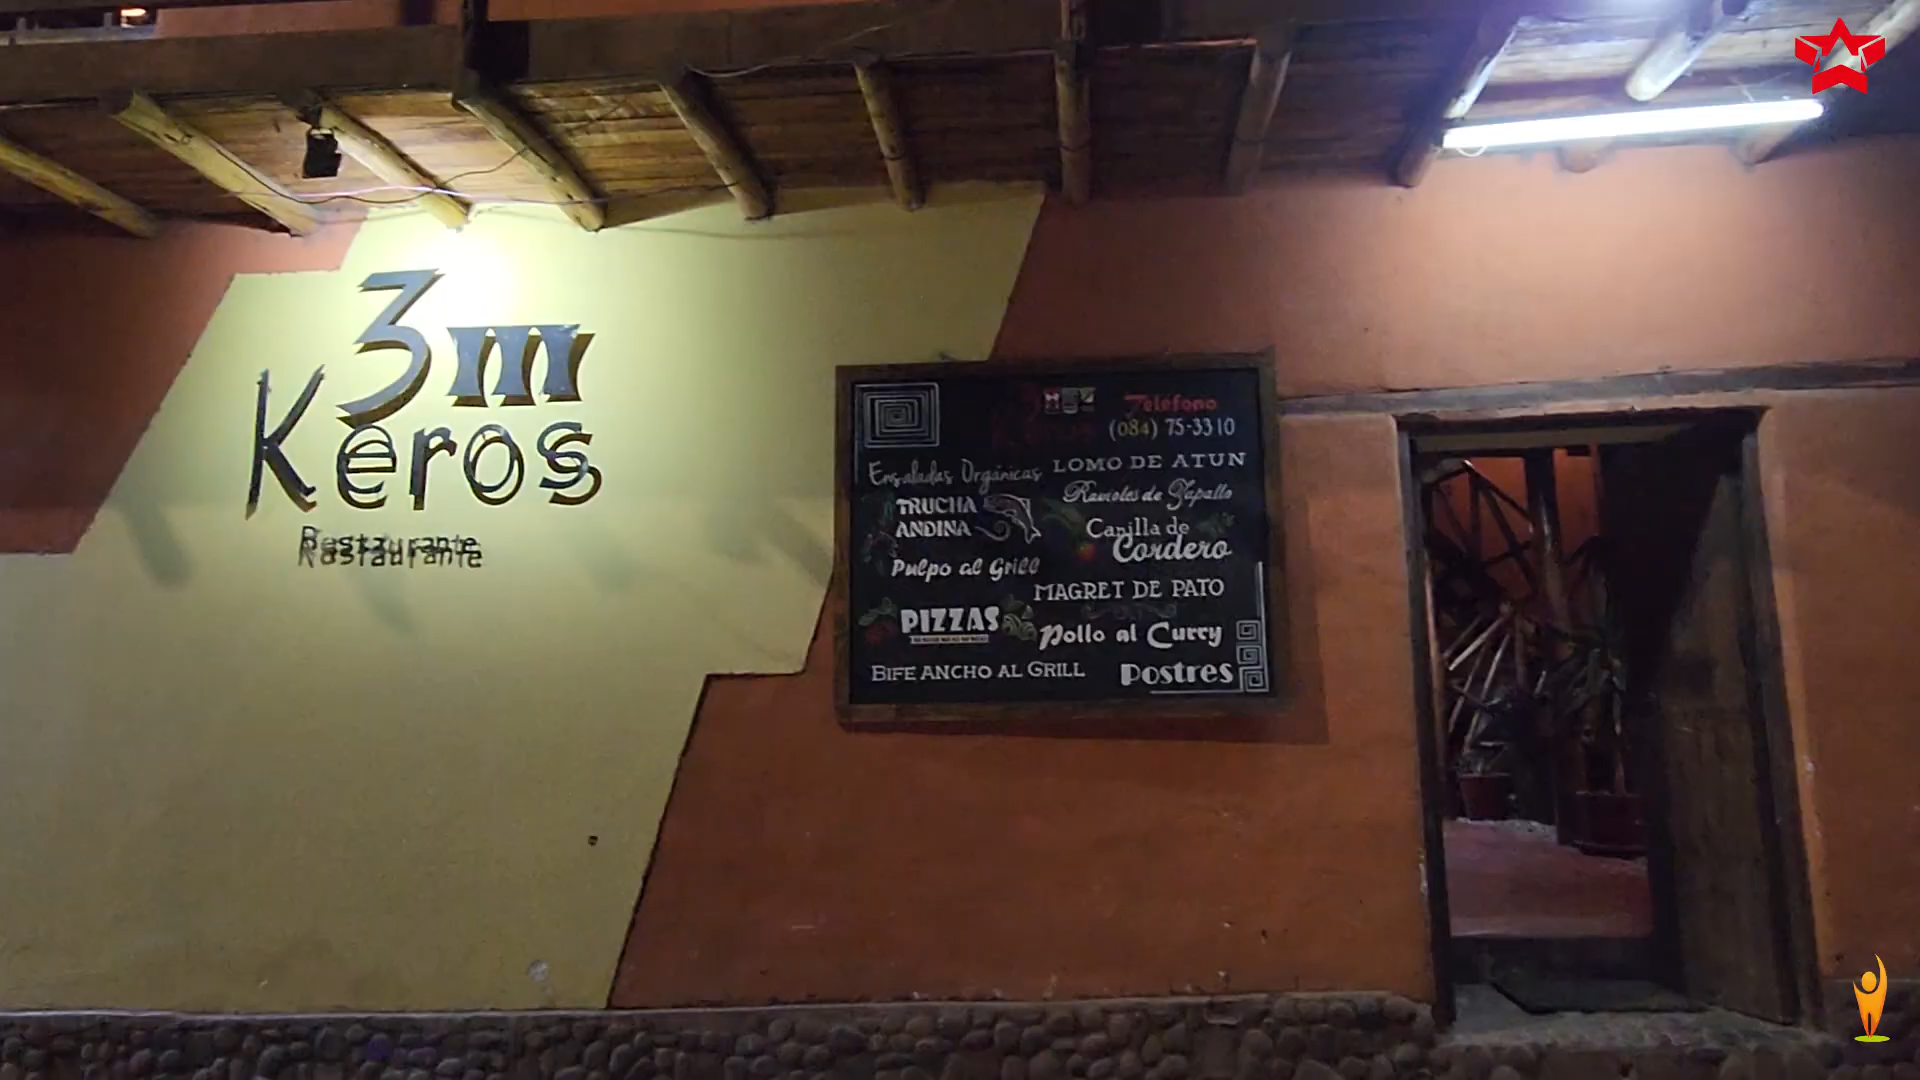 3m
Keros
Restaurante
Teléfono
(084) 75-3310
Ensaladas Orgánicas
LOMO DE ATUN
TRUCHA
ANDINA
Ravioles de Zapallo
Canilla de
Cordero
Pulpo al Grill
MAGRET DE PATO
PIZZAS
Pollo al Curry
BIFE ANCHO AL GRILL
Postres